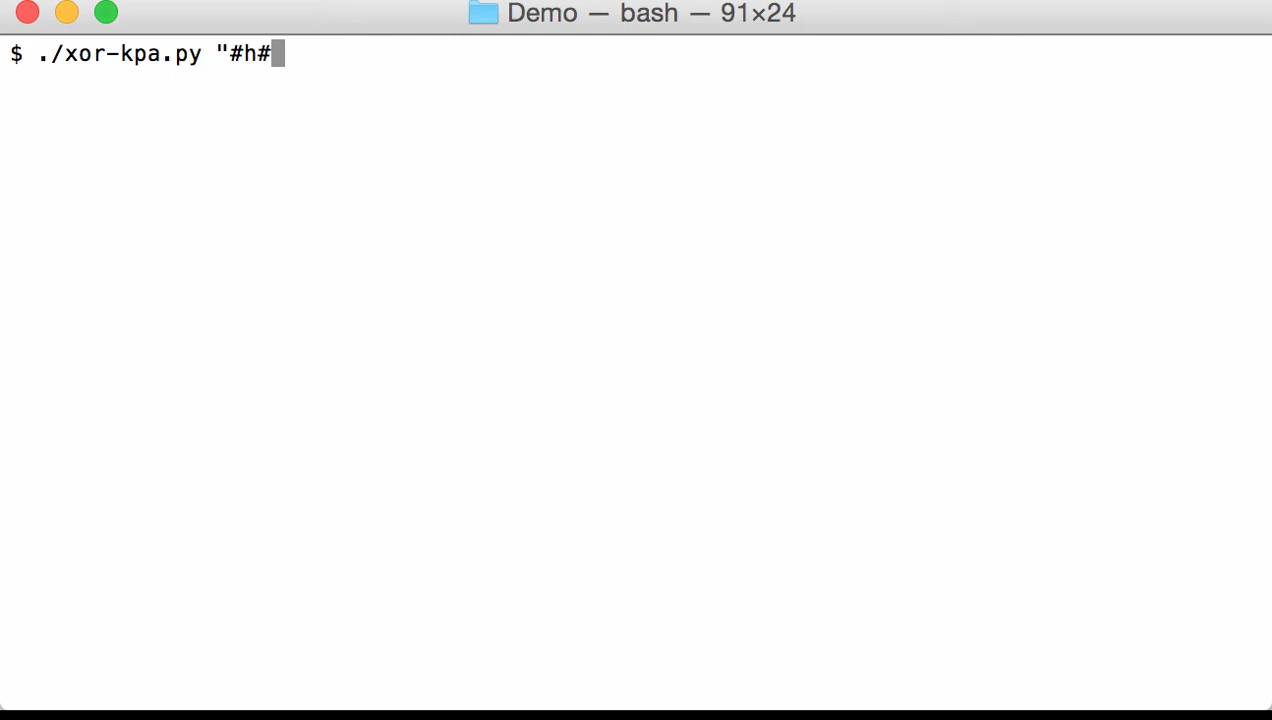 Demo — bash — 91×24
$ ./xor-kpa.py "#h#